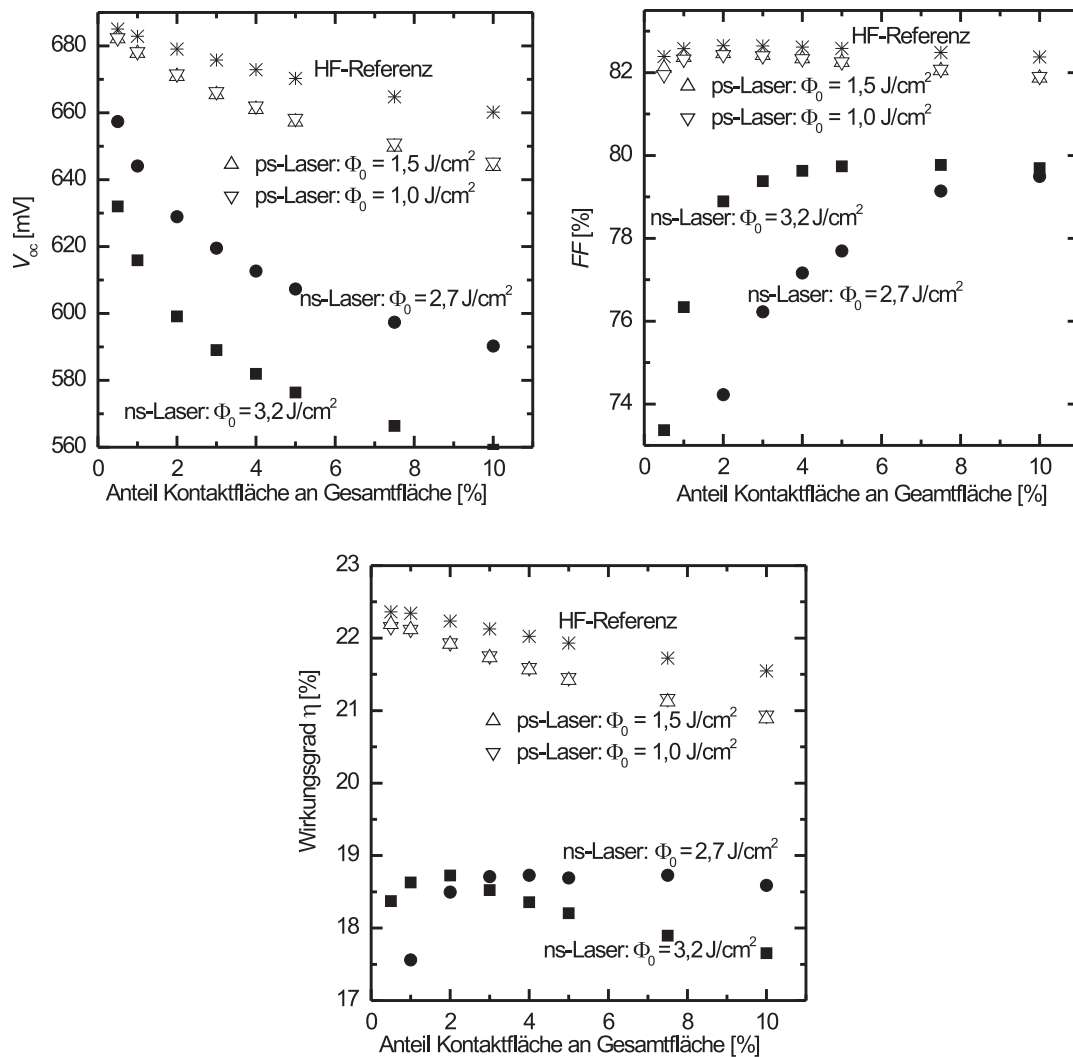 680
660
640
620
600
580
560
V_oc [mV]
HF-Referenz
ps-Laser: Φ₀ = 1,5 J/cm²
ps-Laser: Φ₀ = 1,0 J/cm²
ns-Laser: Φ₀ = 2,7 J/cm²
ns-Laser: Φ₀ = 3,2 J/cm²
0 2 4 6 8 10
Anteil Kontaktfläche an Gesamtfläche [%]
82
80
78
76
74
FF [%]
HF-Referenz
ps-Laser: Φ₀ = 1,5 J/cm²
ps-Laser: Φ₀ = 1,0 J/cm²
ns-Laser: Φ₀ = 3,2 J/cm²
ns-Laser: Φ₀ = 2,7 J/cm²
0 2 4 6 8 10
Anteil Kontaktfläche an Geamtfläche [%]
23
22
21
20
19
18
17
Wirkungsgrad η [%]
HF-Referenz
ps-Laser: Φ₀ = 1,5 J/cm²
ps-Laser: Φ₀ = 1,0 J/cm²
ns-Laser: Φ₀ = 2,7 J/cm²
ns-Laser: Φ₀ = 3,2 J/cm²
0 2 4 6 8 10
Anteil Kontaktfläche an Gesamtfläche [%]